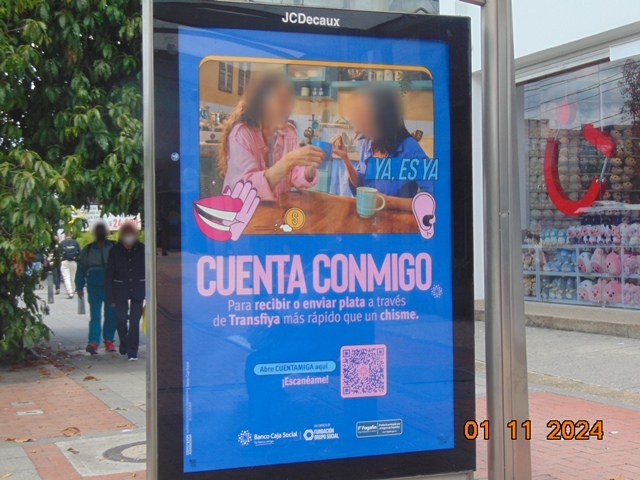 JCDecaux
YA, ES YA
CUENTA CONMIGO
Para recibir o enviar plata a través
de Transfiya más rápido que un chisme.
Abre CUENTAMIGA aquí
¡Escanéame!
Banco Caja Social
FUNDACIÓN
GRUPO SOCIAL
Fogafín
01 11 2024